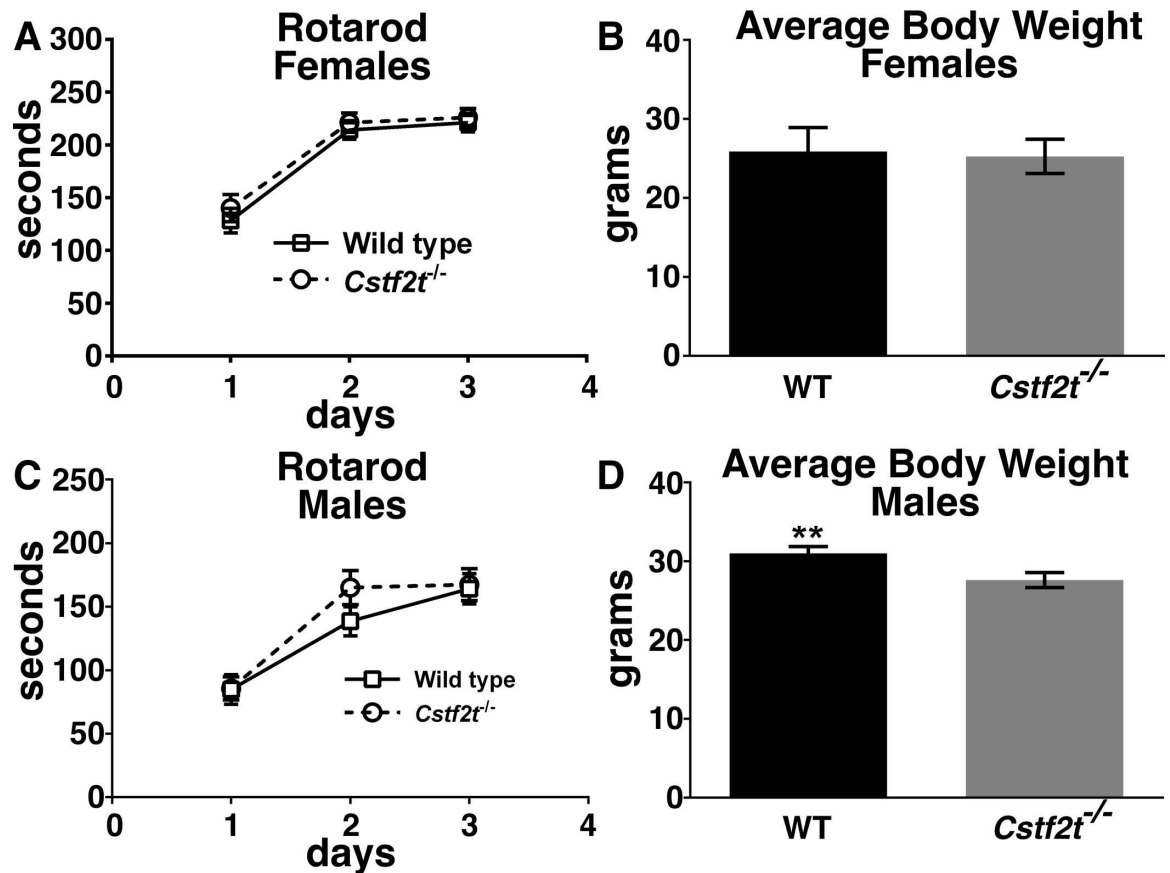 A
Rotarod
Females
300
250
200
150
100
50
0
seconds
Wild type
Cstf2t-/-
0 1 2 3 4
days
B
Average Body Weight
Females
40
30
20
10
0
grams
WT Cstf2t-/-
C
Rotarod
Males
250
200
150
100
50
0
seconds
Wild type
Cstf2t-/-
0 1 2 3 4
days
D
Average Body Weight
Males
40
30
20
10
0
grams
**
WT Cstf2t-/-